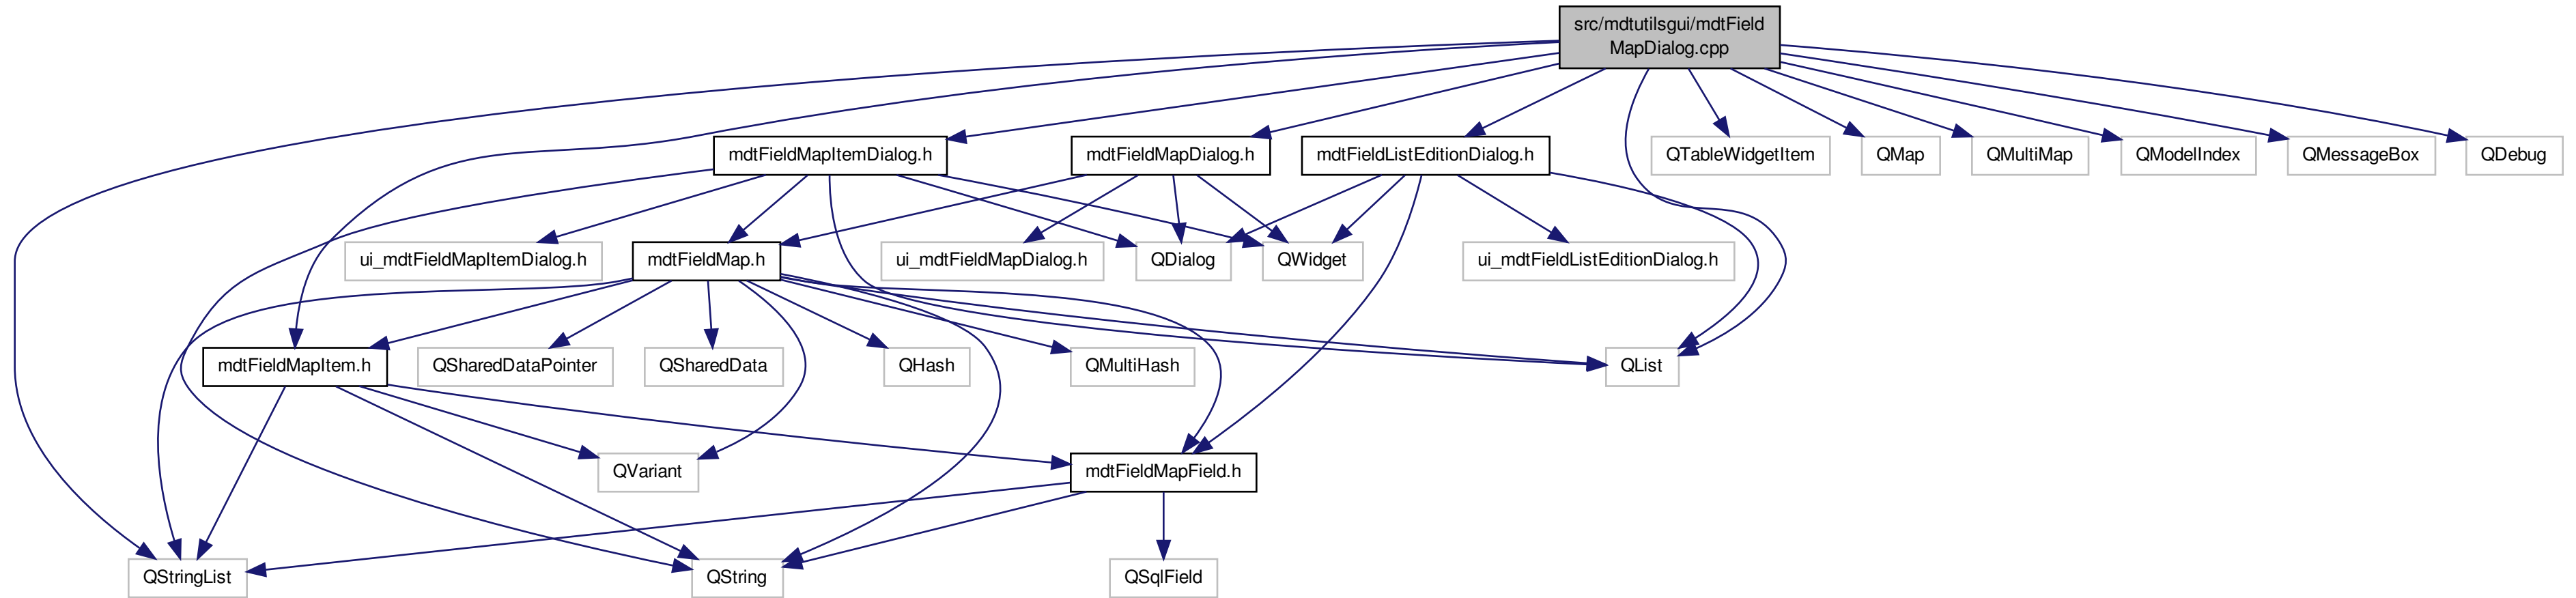 src/mdtutilsgui/mdtField
MapDialog.cpp
mdtFieldMapItemDialog.h
mdtFieldMapDialog.h
mdtFieldListEditionDialog.h
QTableWidgetItem
QMap
QMultiMap
QModelIndex
QMessageBox
QDebug
ui_mdtFieldMapItemDialog.h
mdtFieldMap.h
ui_mdtFieldMapDialog.h
QDialog
QWidget
ui_mdtFieldListEditionDialog.h
mdtFieldMapItem.h
QSharedDataPointer
QSharedData
QHash
QMultiHash
QList
QVariant
mdtFieldMapField.h
QStringList
QString
QSqlField